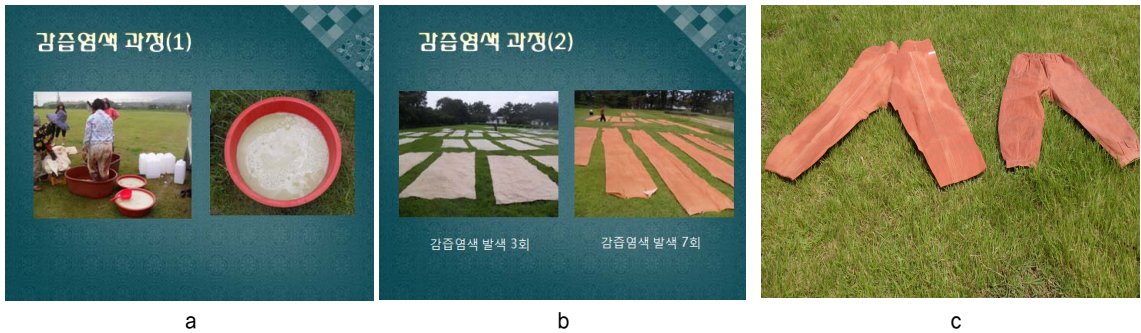 감즙염색 과정(1)
감즙염색 과정(2)
감즙염색 발색 3회
감즙염색 발색 7회
a
b
c